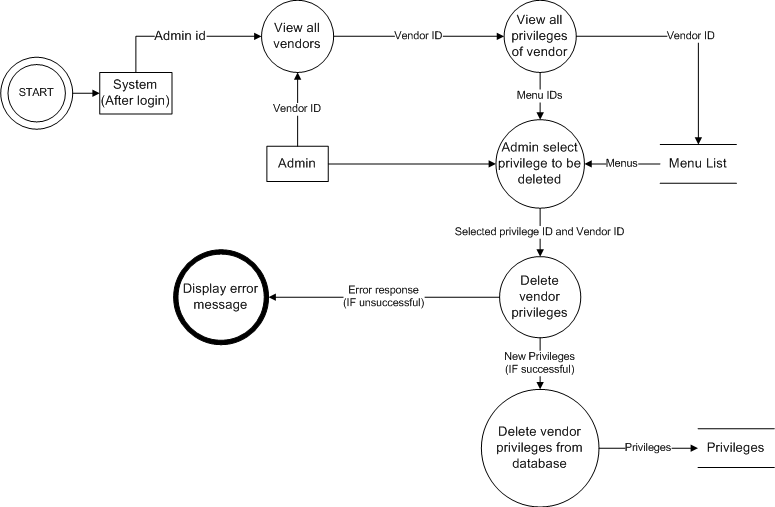 Admin id
View all
vendors
Vendor ID
View all
privileges
of vendor
Vendor ID
START
System
(After login)
Vendor ID
Menu IDs
Admin
Admin select
privilege to be
deleted
Menus
Menu List
Selected privilege ID and Vendor ID
Display error
message
Error response
(IF unsuccessful)
Delete
vendor
privileges
New Privileges
(IF successful)
Delete vendor
privileges from
database
Privileges
Privileges